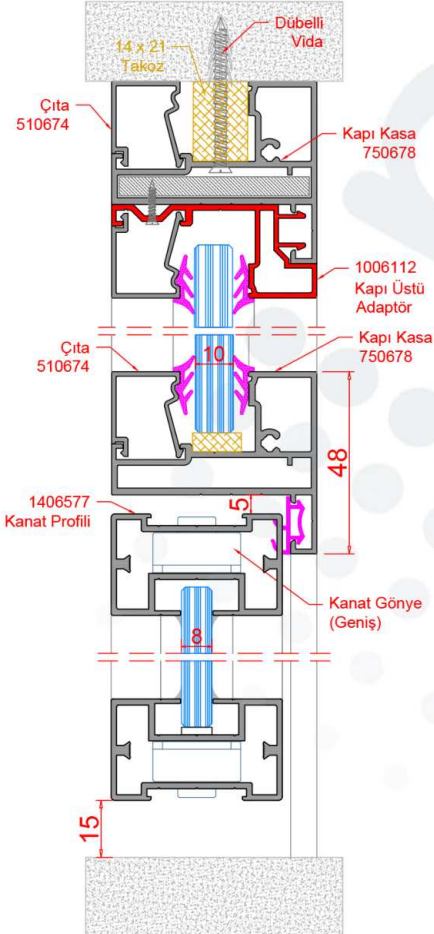 Dübelli
Vida
14 x 21
Takoz
Çıta
510674
Kapı Kasa
750678
1006112
Kapı Üstü
Adaptör
Çıta
510674
Kapı Kasa
750678
10
48
1406577
Kanat Profili
5
Kanat Gönye
(Geniş)
8
15